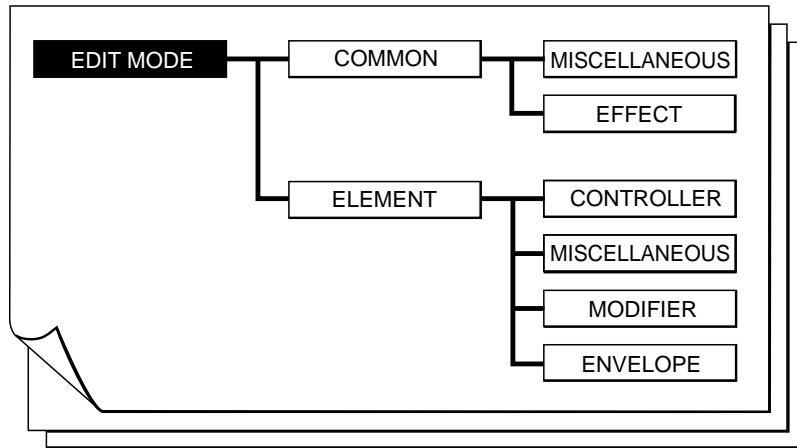 EDIT MODE
COMMON
MISCELLANEOUS
EFFECT
ELEMENT
CONTROLLER
MISCELLANEOUS
MODIFIER
ENVELOPE